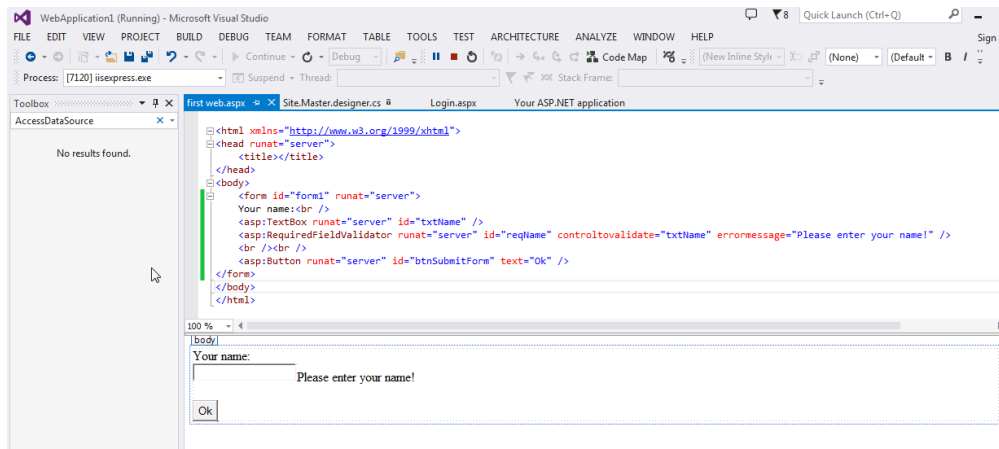 WebApplication1 (Running) - Microsoft Visual Studio
8 Quick Launch (Ctrl+Q)
FILE EDIT VIEW PROJECT BUILD DEBUG TEAM FORMAT TABLE TOOLS TEST ARCHITECTURE ANALYZE WINDOW HELP Sign
Continue Debug Code Map (New Inline Style (None) (Default B I
Process: [7120] iisexpress.exe Suspend Thread: Stack Frame:
Toolbox
AccessDataSource
No results found.
first web.aspx Site.Master.designer.cs Login.aspx Your ASP.NET application
<html xmlns="http://www.w3.org/1999/xhtml">
<head runat="server">
<title></title>
</head>
<body>
<form id="form1" runat="server">
Your name:<br />
<asp:TextBox runat="server" id="txtName" />
<asp:RequiredFieldValidator runat="server" id="reqName" controltovalidate="txtName" errormessage="Please enter your name!" />
<br /><br />
<asp:Button runat="server" id="btnSubmitForm" text="Ok" />
</form>
</body>
</html>
100 %
body
Your name:
Please enter your name!
Ok